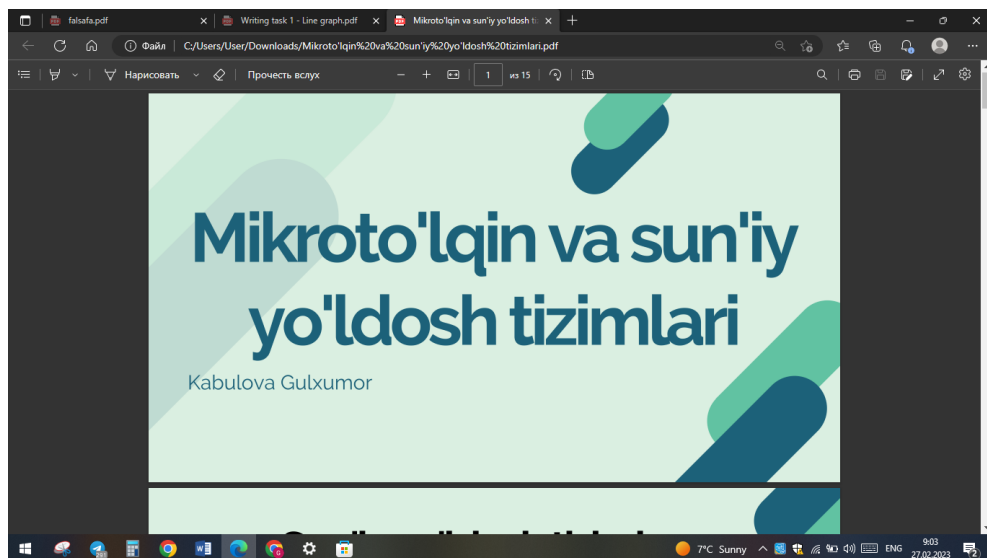 falsafa.pdf
Writing task 1 - Line graph.pdf
Mikroto'lqin va sun'iy yo'ldosh ti
Файл
C:/Users/User/Downloads/Mikroto'lqin%20va%20sun'iy%20yo'ldosh%20tizimlari.pdf
Нарисовать
Прочесть вслух
1
из 15
Mikroto'lqin va sun'iy
yo'ldosh tizimlari
Kabulova Gulxumor
7°C Sunny
ENG
9:03
27.02.2023